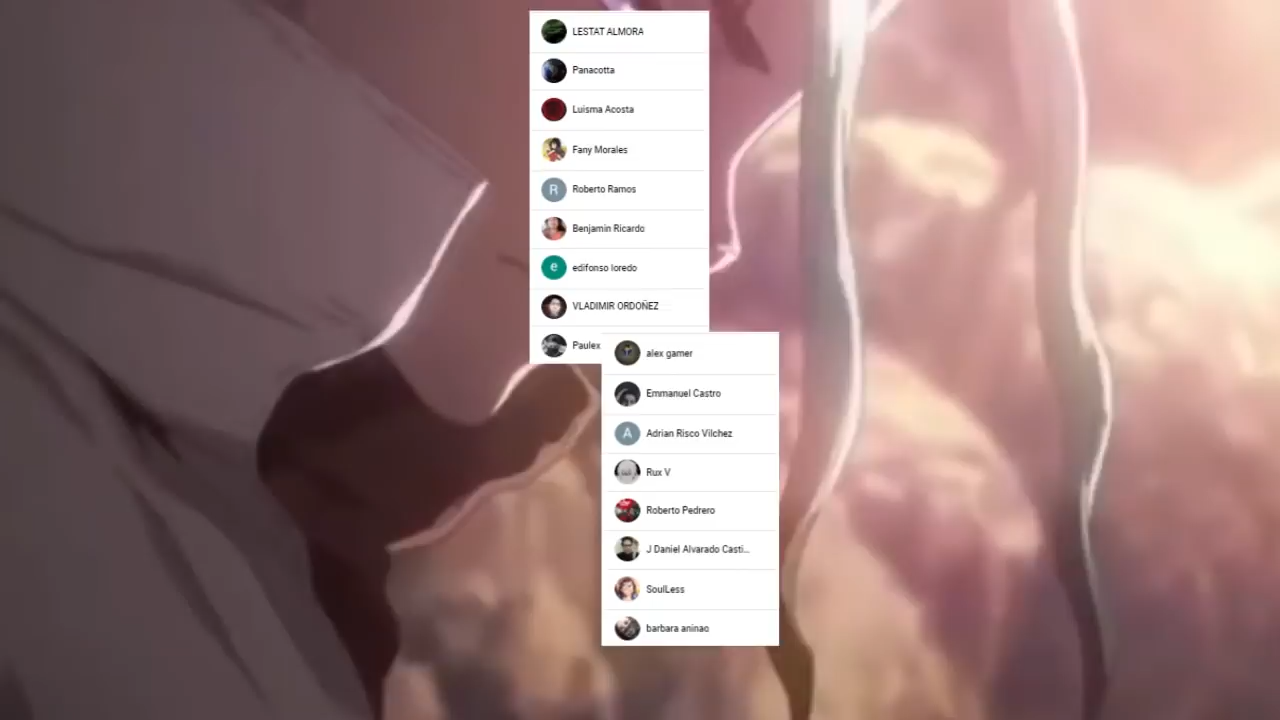 LESTAT ALMORA
Panacotta
Luisma Acosta
Fany Morales
R
Roberto Ramos
Benjamin Ricardo
e
edifonso loredo
VLADIMIR ORDOÑEZ
Paulex
alex gamer
Emmanuel Castro
A
Adrian Risco Vilchez
Rux V
Roberto Pedrero
J Daniel Alvarado Casti...
SoulLess
barbara aninao